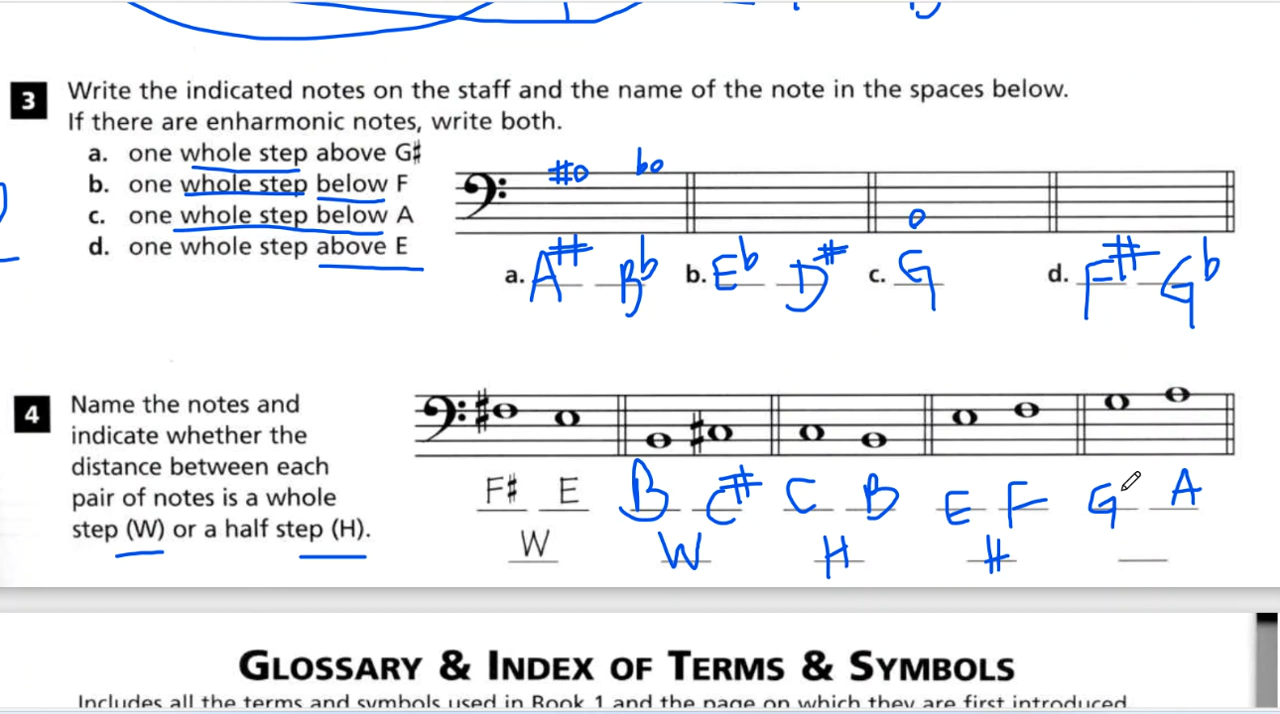 3 Write the indicated notes on the staff and the name of the note in the spaces below.
If there are enharmonic notes, write both.
a. one whole step above G♯
b. one whole step below F
c. one whole step below A
d. one whole step above E
a. A# Bb b. Eb D# c. G d. F# Gb
4 Name the notes and
indicate whether the
distance between each
pair of notes is a whole
step (W) or a half step (H).
F♯ E B C# C B E F G A
W W H H
GLOSSARY & INDEX OF TERMS & SYMBOLS
Includes all the terms and symbols used in Book 1 and the page on which they are first introduced